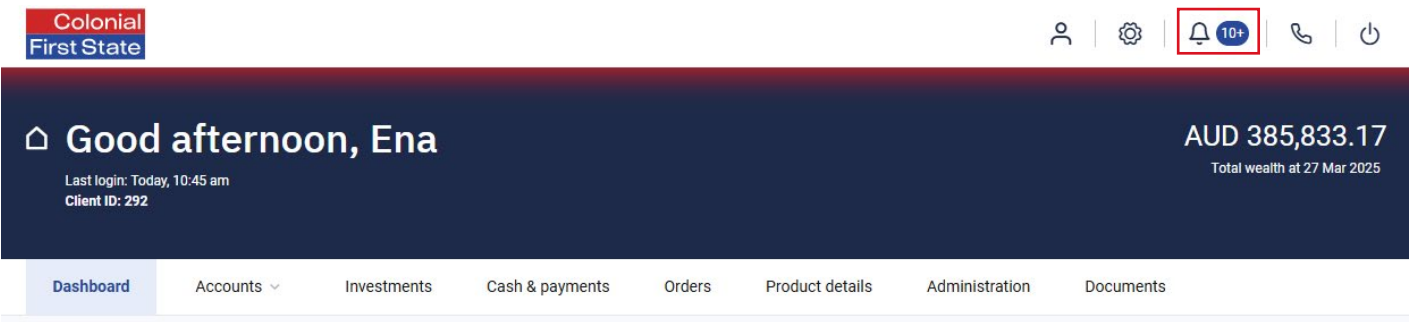 Colonial
First State
10+
Good afternoon, Ena
Last login: Today, 10:45 am
Client ID: 292
AUD 385,833.17
Total wealth at 27 Mar 2025
Dashboard Accounts Investments Cash & payments Orders Product details Administration Documents